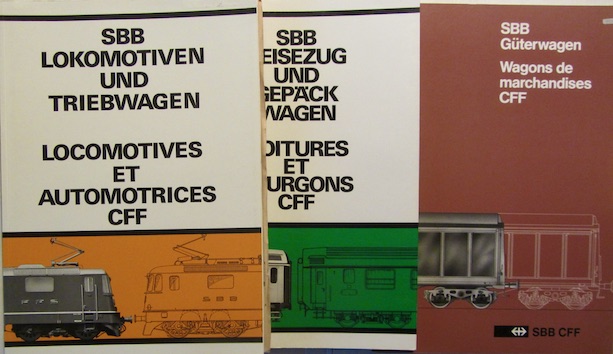 SBB
LOKOMOTIVEN
UND
TRIEBWAGEN
LOCOMOTIVES
ET
AUTOMOTRICES
CFF
SBB
EISEZUG
UND
GEPÄCK
WAGEN
OITURES
ET
URGONS
CFF
SBB
Güterwagen
Wagons de
marchandises
CFF
SBB CFF